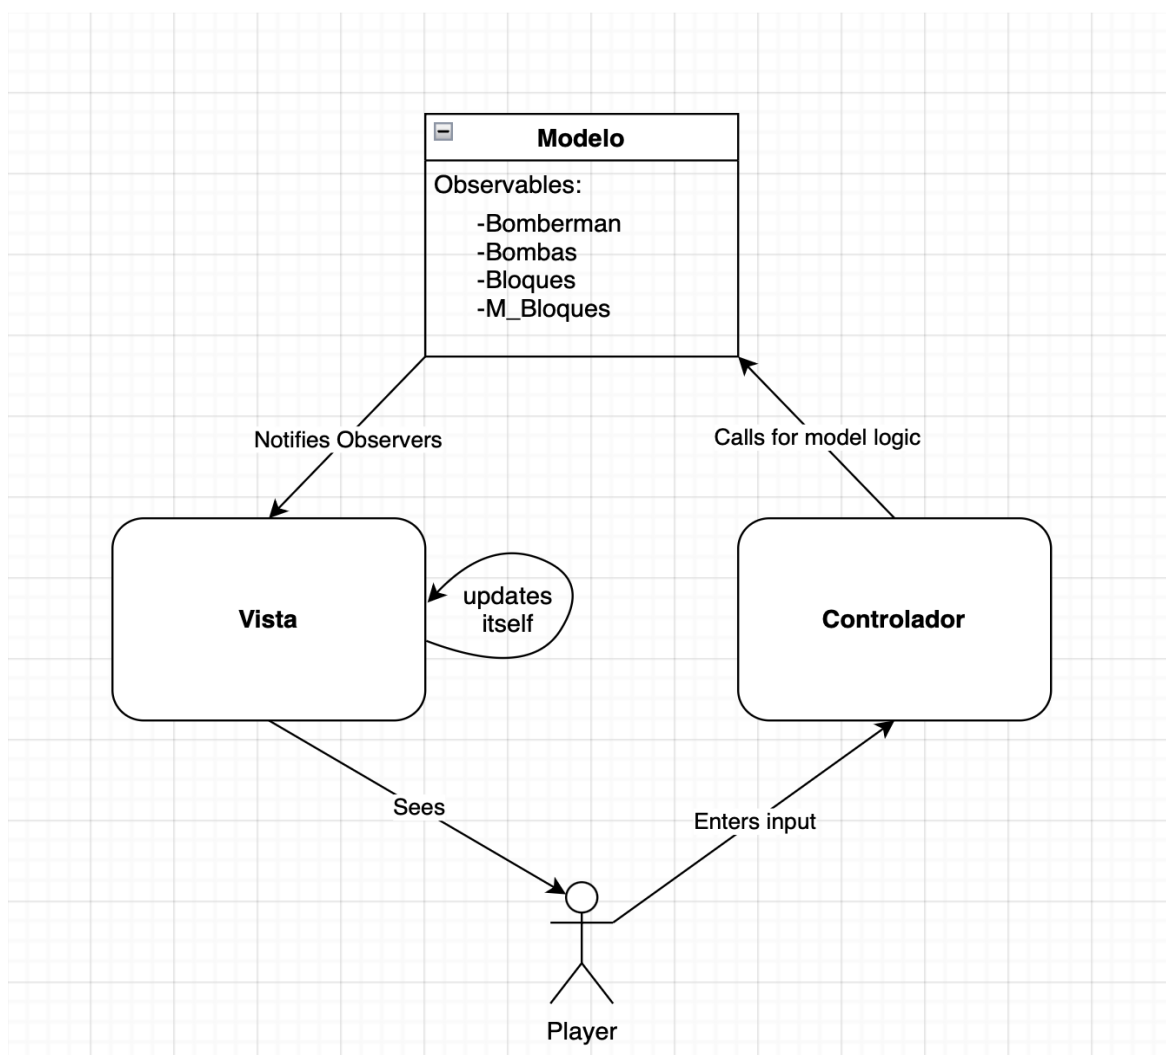 Modelo
Observables:
-Bomberman
-Bombas
-Bloques
-M_Bloques
Notifies Observers
Calls for model logic
Vista
updates
itself
Controlador
Sees
Enters input
Player